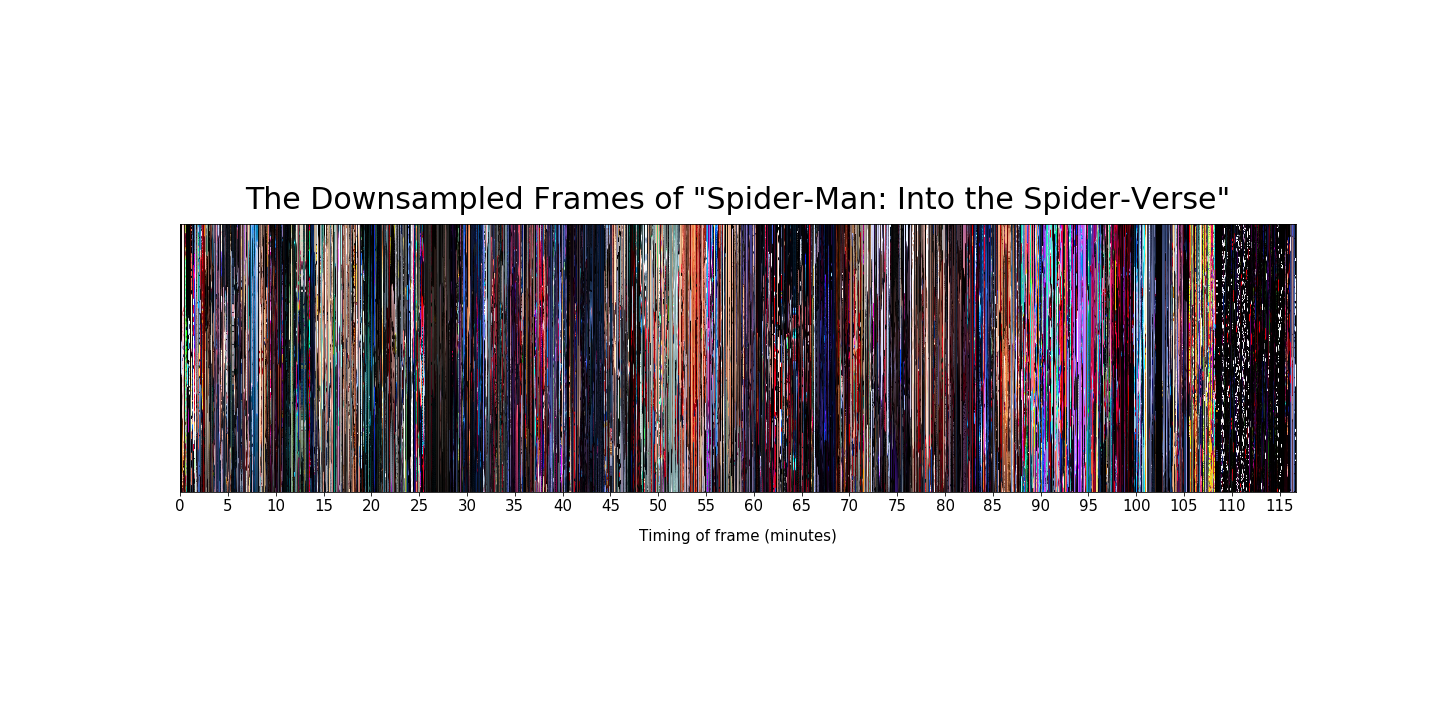 The Downsampled Frames of "Spider-Man: Into the Spider-Verse"
0 5 10 15 20 25 30 35 40 45 50 55 60 65 70 75 80 85 90 95 100 105 110 115
Timing of frame (minutes)